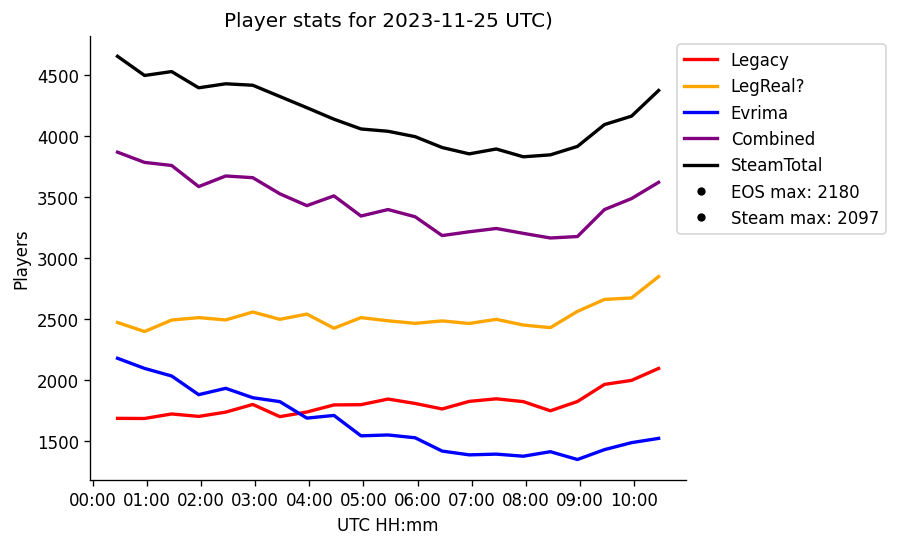 Player stats for 2023-11-25 UTC)
Legacy
LegReal?
Evrima
Combined
SteamTotal
EOS max: 2180
Steam max: 2097
Players
4500
4000
3500
3000
2500
2000
1500
00:00 01:00 02:00 03:00 04:00 05:00 06:00 07:00 08:00 09:00 10:00
UTC HH:mm